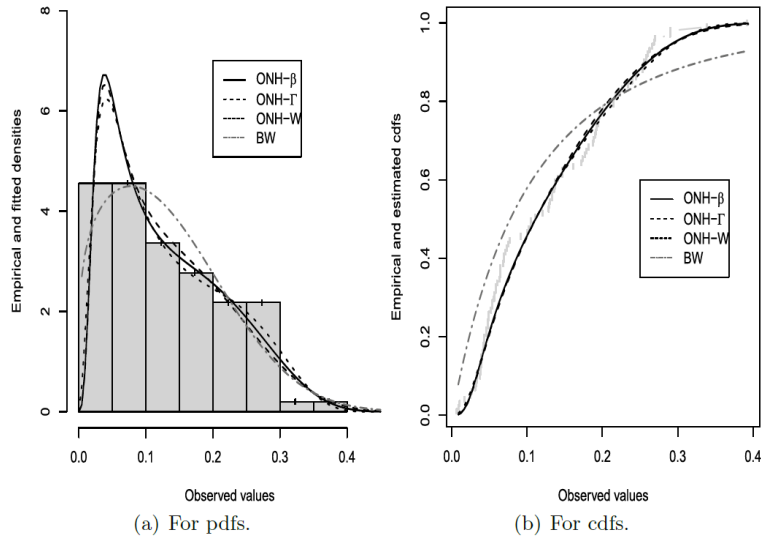 Empirical and fitted densities
8
6
4
2
0
ONH-β
ONH-Γ
ONH-W
BW
0.0 0.1 0.2 0.3 0.4
Observed values
(a) For pdfs.
Empirical and estimated cdfs
1.0
0.8
0.6
0.4
0.2
0.0
ONH-β
ONH-Γ
ONH-W
BW
0.0 0.1 0.2 0.3 0.4
Observed values
(b) For cdfs.